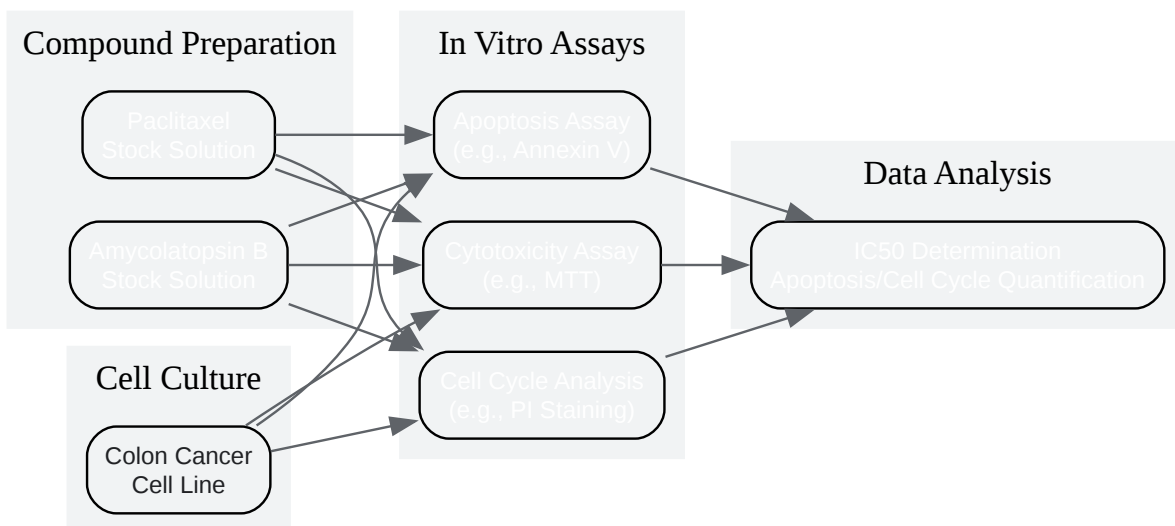 Compound Preparation
Paclitaxel
Stock Solution
Amycolatopsin B
Stock Solution
Cell Culture
Colon Cancer
Cell Line
In Vitro Assays
Apoptosis Assay
(e.g., Annexin V)
Cytotoxicity Assay
(e.g., MTT)
Cell Cycle Analysis
(e.g., PI Staining)
Data Analysis
IC50 Determination
Apoptosis/Cell Cycle Quantification